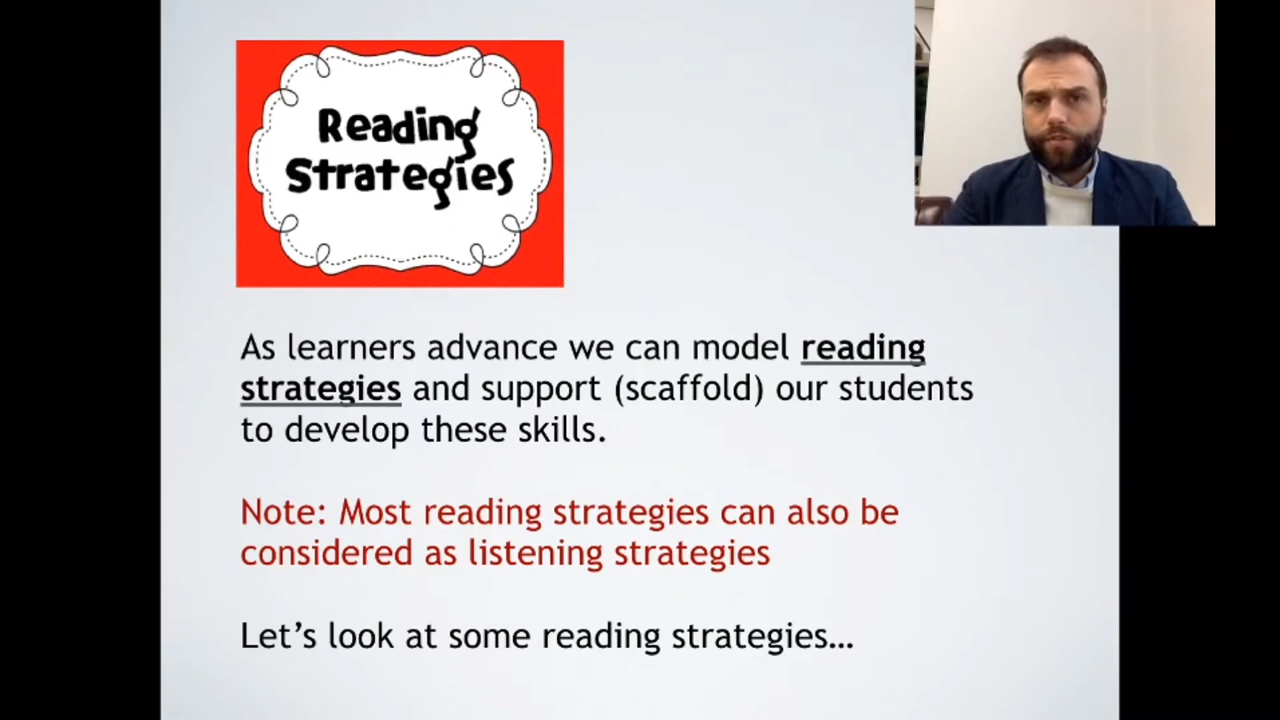 Reading
Strategies
As learners advance we can model reading
strategies and support (scaffold) our students
to develop these skills.
Note: Most reading strategies can also be
considered as listening strategies
Let’s look at some reading strategies…